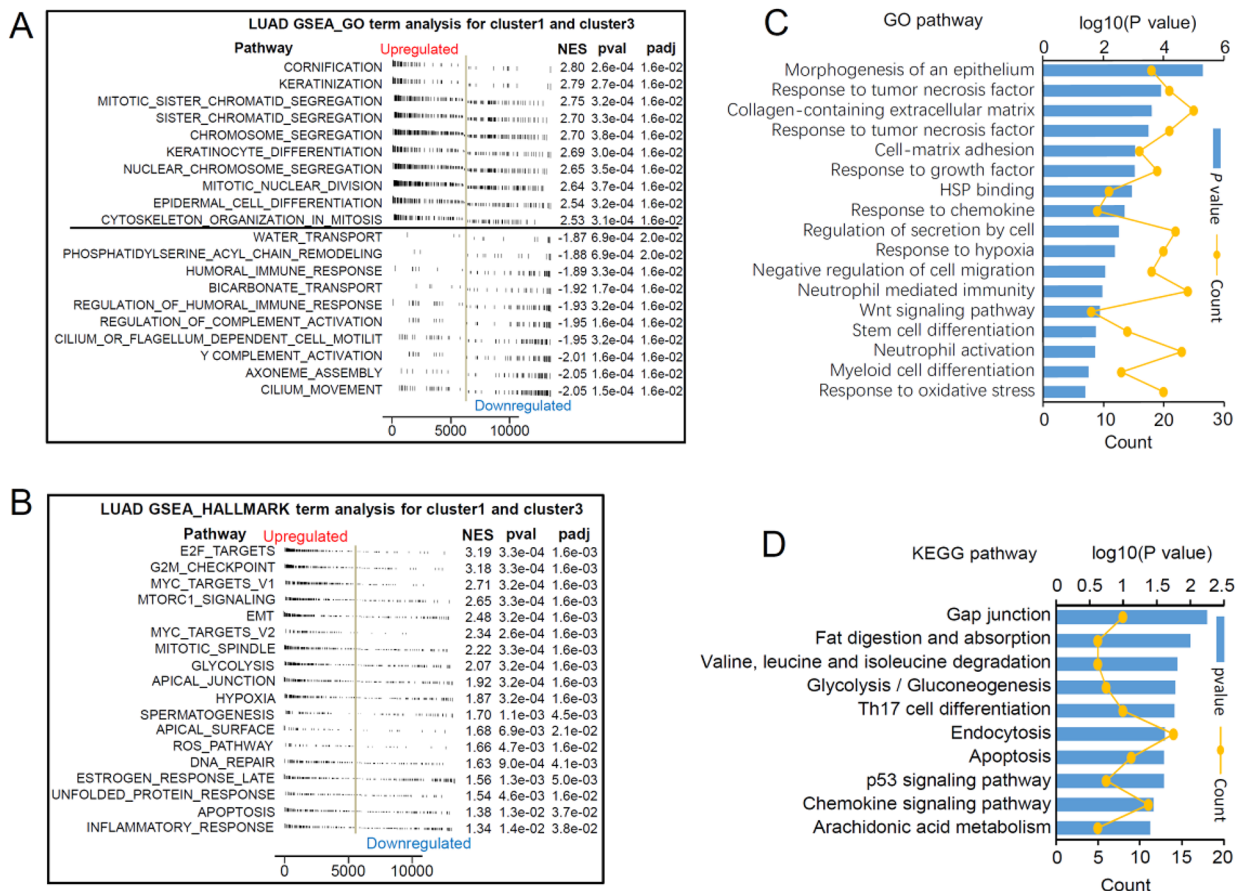 A
LUAD GSEA_GO term analysis for cluster1 and cluster3
Pathway Upregulated NES pval padj
CORNIFICATION 2.80 2.6e-04 1.6e-02
KERATINIZATION 2.79 2.7e-04 1.6e-02
MITOTIC_SISTER_CHROMATID_SEGREGATION 2.75 3.2e-04 1.6e-02
SISTER_CHROMATID_SEGREGATION 2.70 3.3e-04 1.6e-02
CHROMOSOME_SEGREGATION 2.70 3.8e-04 1.6e-02
KERATINOCYTE_DIFFERENTIATION 2.69 3.0e-04 1.6e-02
NUCLEAR_CHROMOSOME_SEGREGATION 2.65 3.5e-04 1.6e-02
MITOTIC_NUCLEAR_DIVISION 2.64 3.7e-04 1.6e-02
EPIDERMAL_CELL_DIFFERENTIATION 2.54 3.2e-04 1.6e-02
CYTOSKELETON_ORGANIZATION_IN_MITOSIS 2.53 3.1e-04 1.6e-02
WATER_TRANSPORT -1.87 6.9e-04 2.0e-02
PHOSPHATIDYLSERINE_ACYL_CHAIN_REMODELING -1.88 6.9e-04 2.0e-02
HUMORAL_IMMUNE_RESPONSE -1.89 3.3e-04 1.6e-02
BICARBONATE_TRANSPORT -1.92 1.7e-04 1.6e-02
REGULATION_OF_HUMORAL_IMMUNE_RESPONSE -1.93 3.2e-04 1.6e-02
REGULATION_OF_COMPLEMENT_ACTIVATION -1.95 1.6e-04 1.6e-02
CILIUM_OR_FLAGELLUM_DEPENDENT_CELL_MOTILIT -1.95 3.2e-04 1.6e-02
Y COMPLEMENT_ACTIVATION -2.01 1.6e-04 1.6e-02
AXONEME_ASSEMBLY -2.05 1.6e-04 1.6e-02
CILIUM_MOVEMENT -2.05 1.5e-04 1.6e-02
Downregulated
0 5000 10000
B
LUAD GSEA_HALLMARK term analysis for cluster1 and cluster3
Pathway Upregulated NES pval padj
E2F_TARGETS 3.19 3.3e-04 1.6e-03
G2M_CHECKPOINT 3.18 3.3e-04 1.6e-03
MYC_TARGETS_V1 2.71 3.2e-04 1.6e-03
MTORC1_SIGNALING 2.65 3.3e-04 1.6e-03
EMT 2.48 3.2e-04 1.6e-03
MYC_TARGETS_V2 2.34 2.6e-04 1.6e-03
MITOTIC_SPINDLE 2.22 3.3e-04 1.6e-03
GLYCOLYSIS 2.07 3.2e-04 1.6e-03
APICAL_JUNCTION 1.92 3.2e-04 1.6e-03
HYPOXIA 1.87 3.2e-04 1.6e-03
SPERMATOGENESIS 1.70 1.1e-03 4.5e-03
APICAL_SURFACE 1.68 6.9e-03 2.1e-02
ROS_PATHWAY 1.66 4.7e-03 1.6e-02
DNA_REPAIR 1.63 9.0e-04 4.1e-03
ESTROGEN_RESPONSE_LATE 1.56 1.3e-03 5.0e-03
UNFOLDED_PROTEIN_RESPONSE 1.54 4.6e-03 1.6e-02
APOPTOSIS 1.38 1.3e-02 3.7e-02
INFLAMMATORY_RESPONSE 1.34 1.4e-02 3.8e-02
Downregulated
0 5000 10000
C
GO pathway log10(P value)
0 2 4 6
Morphogenesis of an epithelium
Response to tumor necrosis factor
Collagen-containing extracellular matrix
Response to tumor necrosis factor
Cell-matrix adhesion
Response to growth factor
HSP binding
Response to chemokine
Regulation of secretion by cell
Response to hypoxia
Negative regulation of cell migration
Neutrophil mediated immunity
Wnt signaling pathway
Stem cell differentiation
Neutrophil activation
Myeloid cell differentiation
Response to oxidative stress
P value
Count
0 10 20 30
Count
D
KEGG pathway log10(P value)
0 0.5 1 1.5 2 2.5
Gap junction
Fat digestion and absorption
Valine, leucine and isoleucine degradation
Glycolysis / Gluconeogenesis
Th17 cell differentiation
Endocytosis
Apoptosis
p53 signaling pathway
Chemokine signaling pathway
Arachidonic acid metabolism
pvalue
Count
0 5 10 15 20
Count